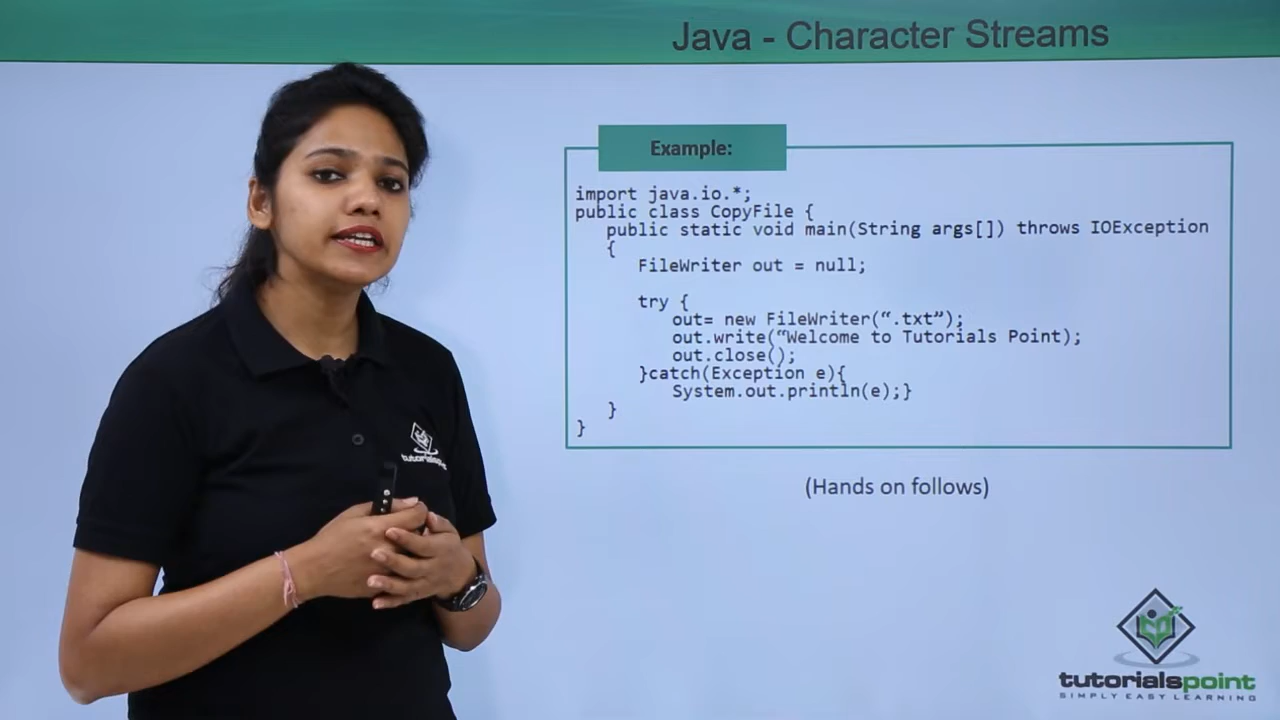 Java - Character Streams
Example:
import java.io.*;
public class CopyFile {
public static void main(String args[]) throws IOException
{
FileWriter out = null;
try {
out= new FileWriter(“.txt”);
out.write(“Welcome to Tutorials Point);
out.close();
}catch(Exception e){
System.out.println(e);}
}
}
(Hands on follows)
tutorialspoint
tutorialspoint
SIMPLY EASY LEARNING